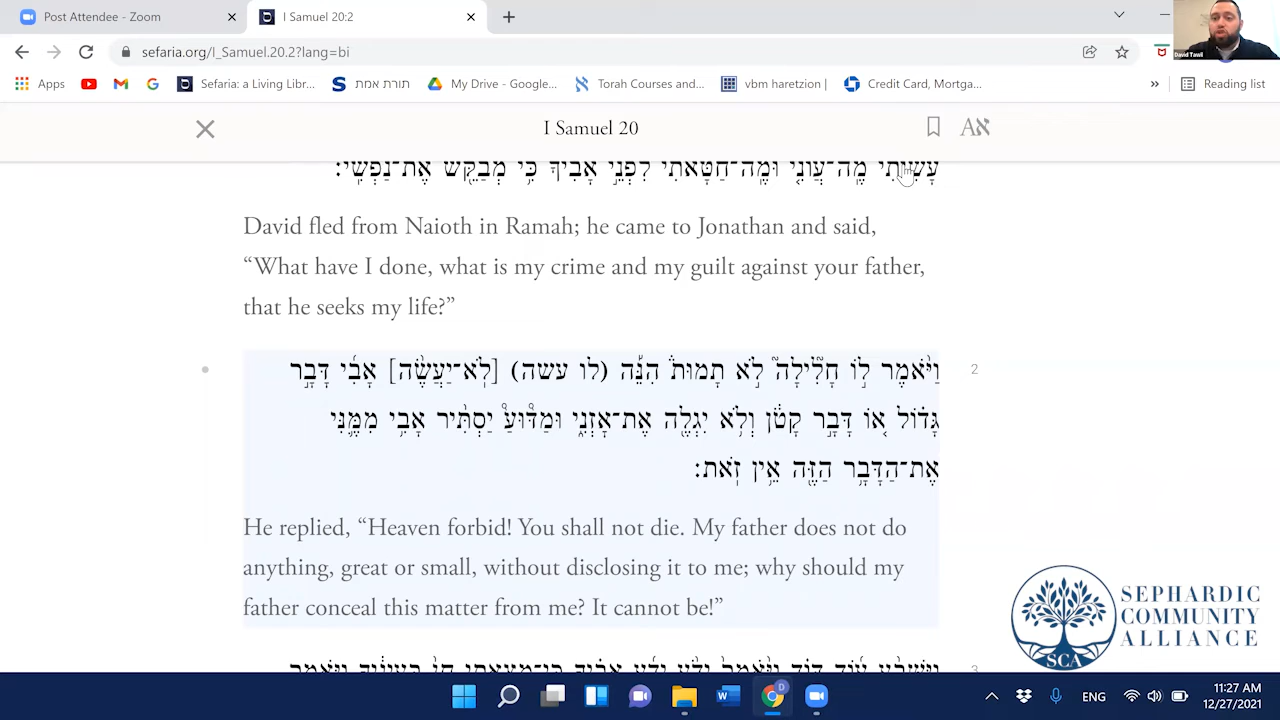 Post Attendee - Zoom
I Samuel 20:2
sefaria.org/I_Samuel.20.2?lang=bi
Apps
Sefaria: a Living Libr...
תורת אמת
My Drive - Google...
Torah Courses and...
vbm haretzion |
Credit Card, Mortga...
»
Reading list
David Tawil
I Samuel 20
עָשִׂ֜יתִי מֶֽה־עֲוֺנִ֤י וּמֶֽה־חַטָּאתִי֙ לִפְנֵ֣י אָבִ֔יךָ כִּ֥י מְבַקֵּ֖שׁ אֶת־נַפְשִֽׁי׃
David fled from Naioth in Ramah; he came to Jonathan and said,
“What have I done, what is my crime and my guilt against your father,
that he seeks my life?”
2
וַיֹּ֨אמֶר ל֣וֹ חָלִ֘ילָה֮ לֹ֣א תָמוּת֒ הִנֵּ֡ה (לו עשה) [לֹֽא־יַעֲשֶׂ֨ה] אָבִ֜י דָּבָ֣ר
גָּד֗וֹל א֚וֹ דָּבָ֣ר קָטֹ֔ן וְלֹ֥א יִגְלֶ֖ה אֶת־אׇזְנִ֑י וּמַדּ֩וּעַ֩ יַסְתִּ֨יר אָבִ֥י מִמֶּ֛נִּי
אֶת־הַדָּבָ֥ר הַזֶּ֖ה אֵ֥ין זֹֽאת׃
He replied, “Heaven forbid! You shall not die. My father does not do
anything, great or small, without disclosing it to me; why should my
father conceal this matter from me? It cannot be!”
3
SEPHARDIC
COMMUNITY
ALLIANCE
SCA
ENG
11:27 AM
12/27/2021